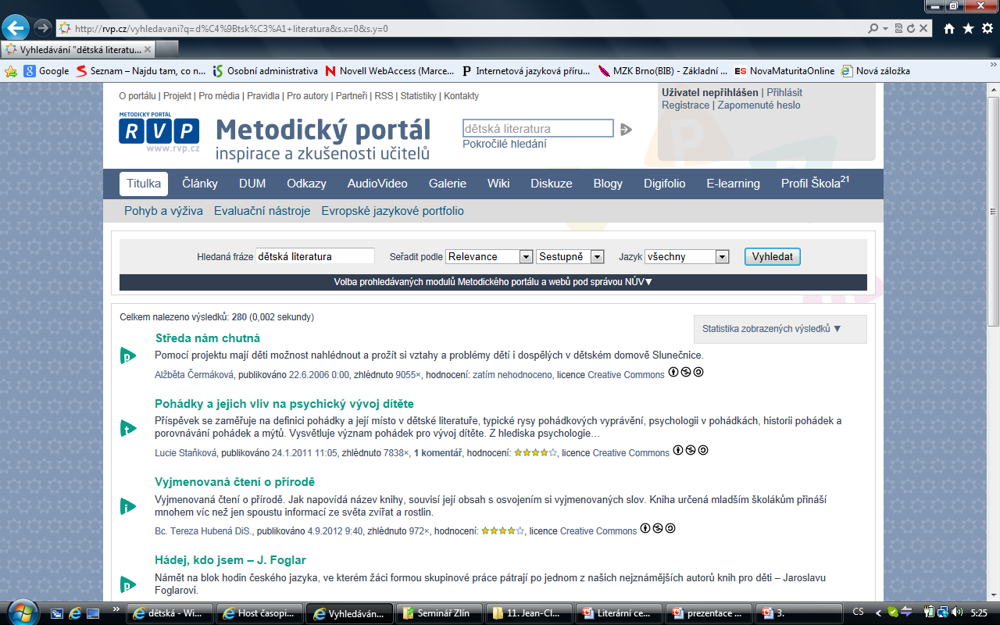 http://rvp.cz/vyhledavani?q=d%C4%9Btsk%C3%A1+literatura&s.x=0&s.y=0
Vyhledávání "dětská literatu...
Google Seznam – Najdu tam, co n... Osobní administrativa Novell WebAccess (Marce... Internetová jazyková příru... MZK Brno(BIB) - Základní ... NovaMaturitaOnline Nová záložka
O portálu | Projekt | Pro média | Pravidla | Pro autory | Partneři | RSS | Statistiky | Kontakty
Uživatel nepřihlášen | Přihlásit
Registrace | Zapomenuté heslo
METODICKÝ PORTÁL
RVP
www.rvp.cz
Metodický portál
inspirace a zkušenosti učitelů
dětská literatura
Pokročilé hledání
Titulka Články DUM Odkazy AudioVideo Galerie Wiki Diskuze Blogy Digifolio E-learning Profil Škola21
Pohyb a výživa Evaluační nástroje Evropské jazykové portfolio
Hledaná fráze dětská literatura Seřadit podle Relevance Sestupně Jazyk všechny Vyhledat
Volba prohledávaných modulů Metodického portálu a webů pod správou NÚV▼
Celkem nalezeno výsledků: 280 (0,002 sekundy)
Statistika zobrazených výsledků ▼
Středa nám chutná
p
Pomocí projektu mají děti možnost nahlédnout a prožít si vztahy a problémy dětí i dospělých v dětském domově Slunečnice.
Alžběta Čermáková, publikováno 22.6.2006 0:00, zhlédnuto 9055×, hodnocení: zatím nehodnoceno, licence Creative Commons
Pohádky a jejich vliv na psychický vývoj dítěte
t
Příspěvek se zaměřuje na definici pohádky a její místo v dětské literatuře, typické rysy pohádkových vyprávění, psychologii v pohádkách, historii pohádek a
porovnávání pohádek a mýtů. Vysvětluje význam pohádek pro vývoj dítěte. Z hlediska psychologie…
Lucie Staňková, publikováno 24.1.2011 11:05, zhlédnuto 7838×, 1 komentář, hodnocení: ★★★★☆, licence Creative Commons
Vyjmenovaná čtení o přírodě
i
Vyjmenovaná čtení o přírodě. Jak napovídá název knihy, souvisí její obsah s osvojením si vyjmenovaných slov. Kniha určená mladším školákům přináší
mnohem víc než jen spoustu informací ze světa zvířat a rostlin.
Bc. Tereza Hubená DiS., publikováno 4.9.2012 9:40, zhlédnuto 972×, hodnocení: ★★★★☆, licence Creative Commons
Hádej, kdo jsem – J. Foglar
p
Námět na blok hodin českého jazyka, ve kterém žáci formou skupinové práce pátrají po jednom z našich nejznámějších autorů knih pro děti – Jaroslavu
Foglarovi.
dětská - Wi... Host časopi... Vyhledáván... Seminář Zlín 11. Jean-Cl... Literární ce... prezentace ... 3. CS 5:25